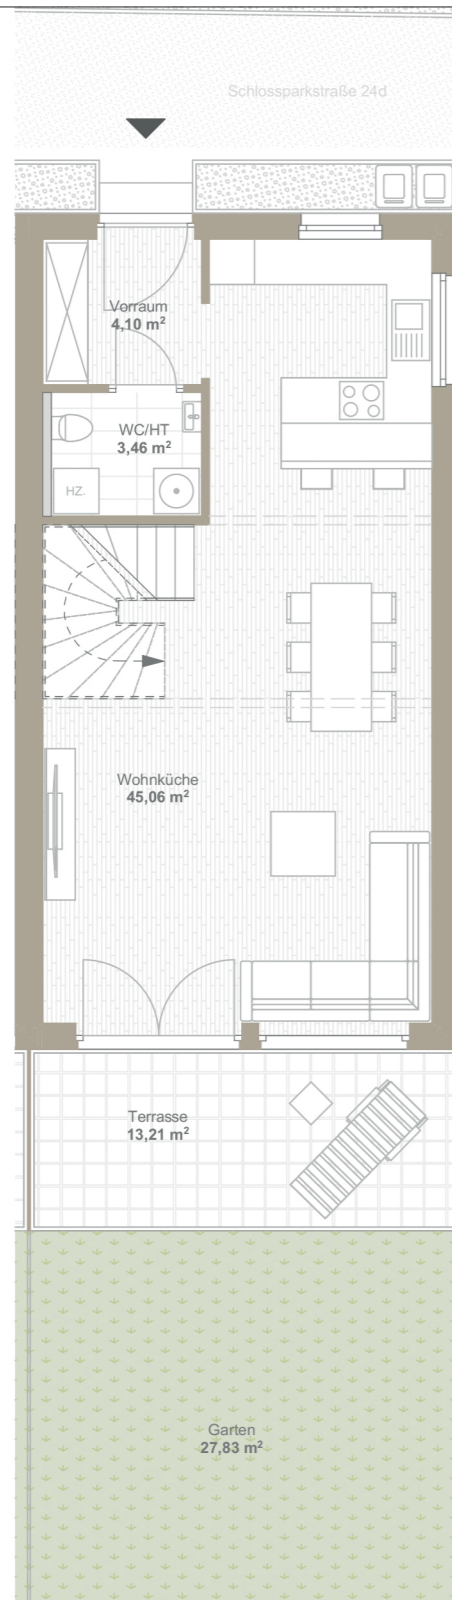 Schlossparkstraße 24d
Vorraum
4,10 m²
WC/HT
3,46 m²
HZ.
Wohnküche
45,06 m²
Terrasse
13,21 m²
Garten
27,83 m²